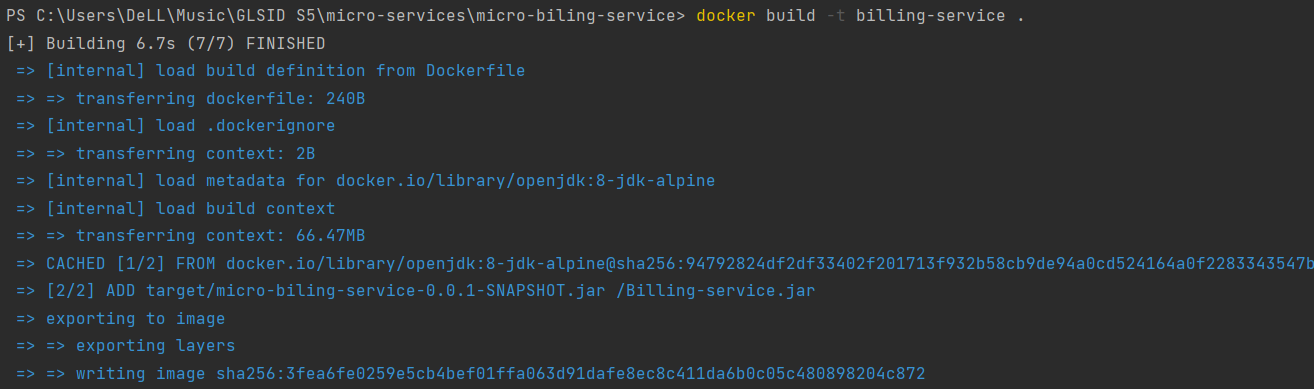 PS C:\Users\DeLL\Music\GLSID S5\micro-services\micro-biling-service> docker build -t billing-service .
[+] Building 6.7s (7/7) FINISHED
=> [internal] load build definition from Dockerfile
=> => transferring dockerfile: 240B
=> [internal] load .dockerignore
=> => transferring context: 2B
=> [internal] load metadata for docker.io/library/openjdk:8-jdk-alpine
=> [internal] load build context
=> => transferring context: 66.47MB
=> CACHED [1/2] FROM docker.io/library/openjdk:8-jdk-alpine@sha256:94792824df2df33402f201713f932b58cb9de94a0cd524164a0f2283343547b
=> [2/2] ADD target/micro-biling-service-0.0.1-SNAPSHOT.jar /Billing-service.jar
=> exporting to image
=> => exporting layers
=> => writing image sha256:3fea6fe0259e5cb4bef01ffa063d91dafe8ec8c411da6b0c05c480898204c872